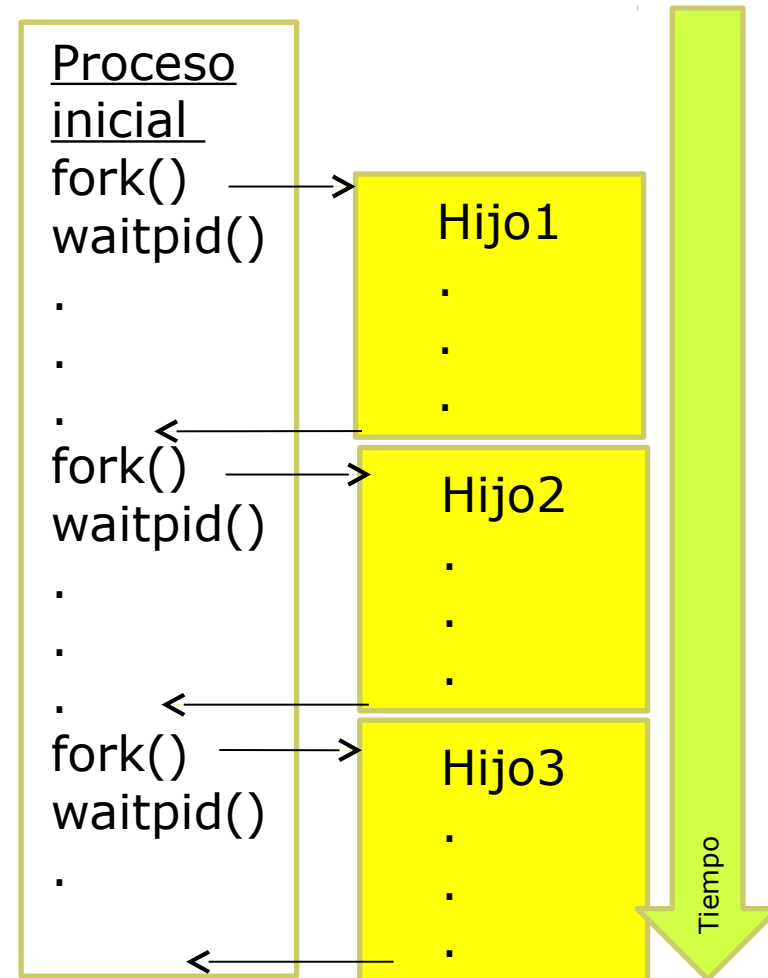 Proceso
inicial
fork()
waitpid()
.
.
.
fork()
waitpid()
.
.
.
fork()
waitpid()
.
Hijo1
.
.
.
Hijo2
.
.
.
Hijo3
.
.
.
Tiempo